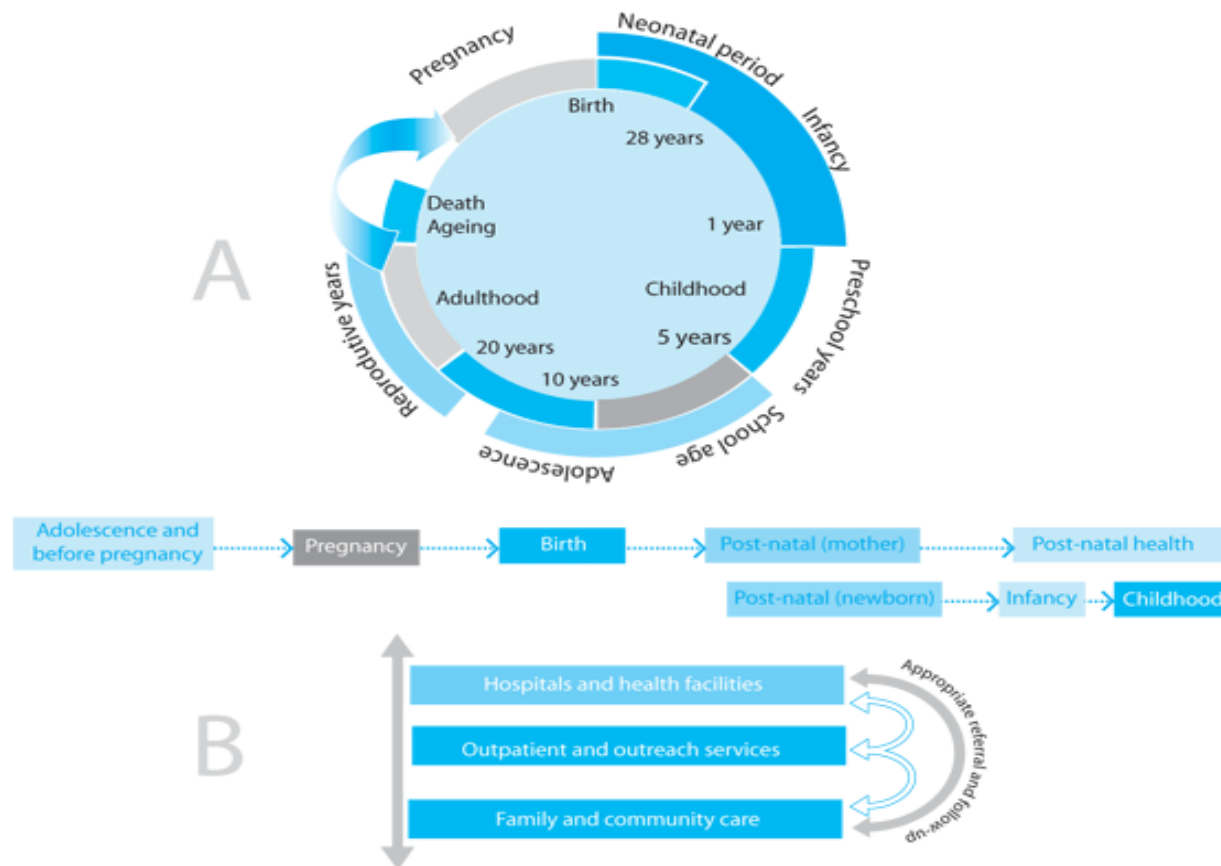 Pregnancy
Neonatal period
Infancy
Birth
28 years
1 year
Death
Ageing
A
Adulthood
Childhood
Preschool years
5 years
20 years
10 years
Reprodutive years
School age
Adolescence
Adolescence and
before pregnancy
Pregnancy
Birth
Post-natal (mother)
Post-natal health
Post-natal (newborn)
Infancy
Childhood
B
Hospitals and health facilities
Outpatient and outreach services
Family and community care
Appropriate referral and follow-up